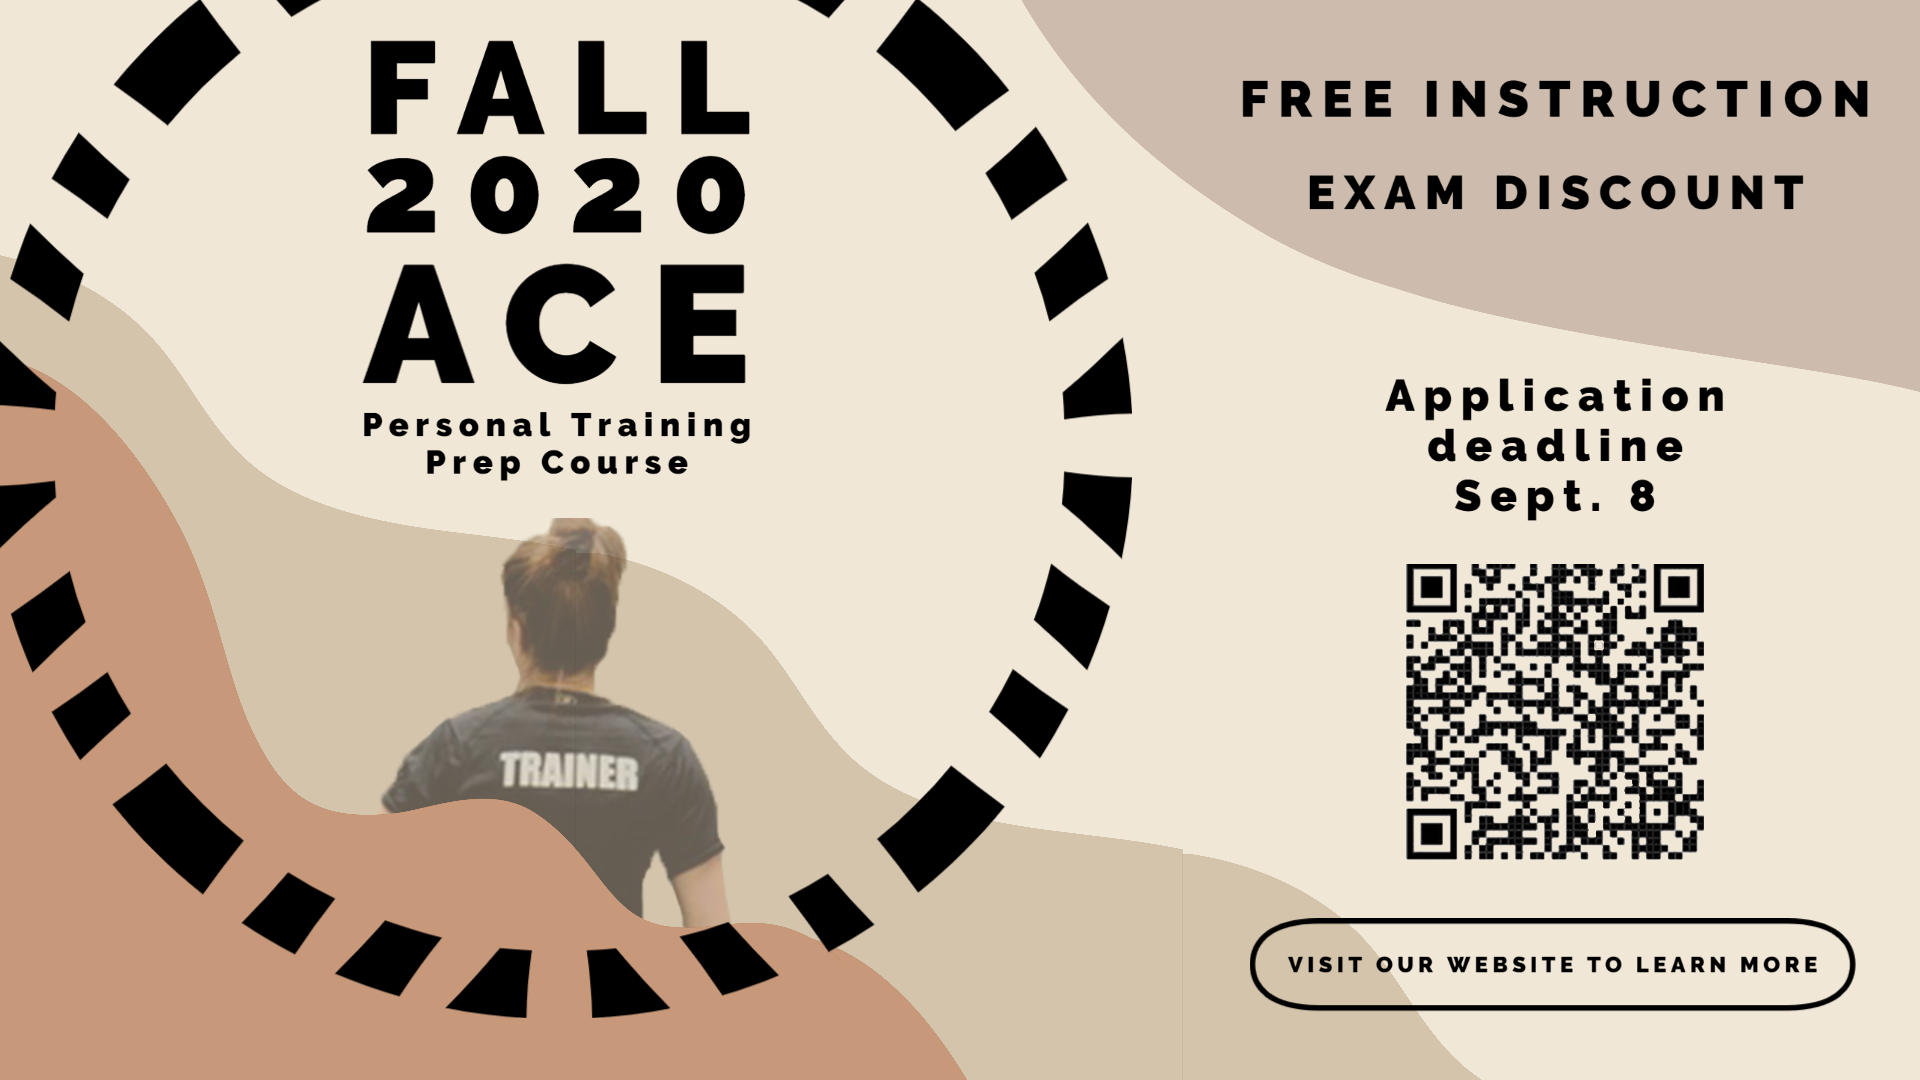 FALL
2020
ACE
Personal Training
Prep Course
TRAINER
FREE INSTRUCTION
EXAM DISCOUNT
Application
deadline
Sept. 8
VISIT OUR WEBSITE TO LEARN MORE